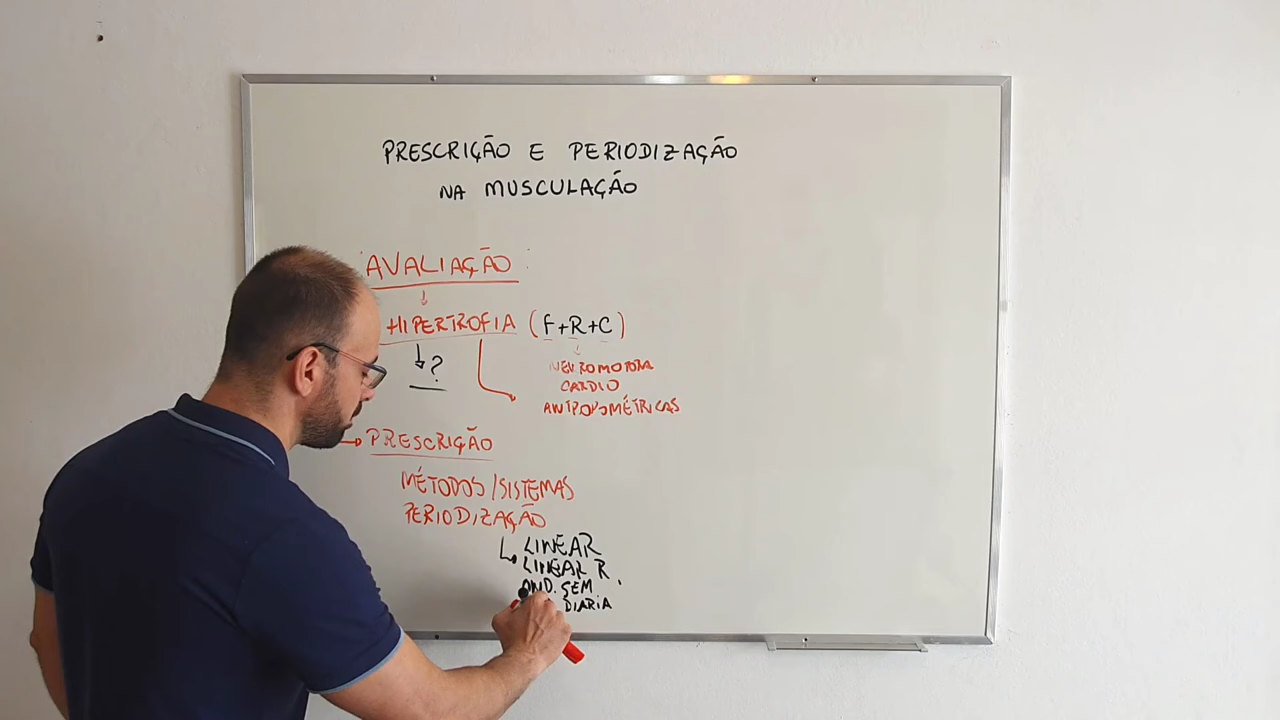 PRESCRIÇÃO E PERIODIZAÇÃO
NA MUSCULAÇÃO
AVALIAÇÃO
HIPERTROFIA (F+R+C)
?
NEUROMOTORA
CARDIO
ANTROPOMÉTRICAS
PRESCRIÇÃO
MÉTODOS/SISTEMAS
PERIODIZAÇÃO
LINEAR
LINEAR R.
OND. SEM
DIARIA